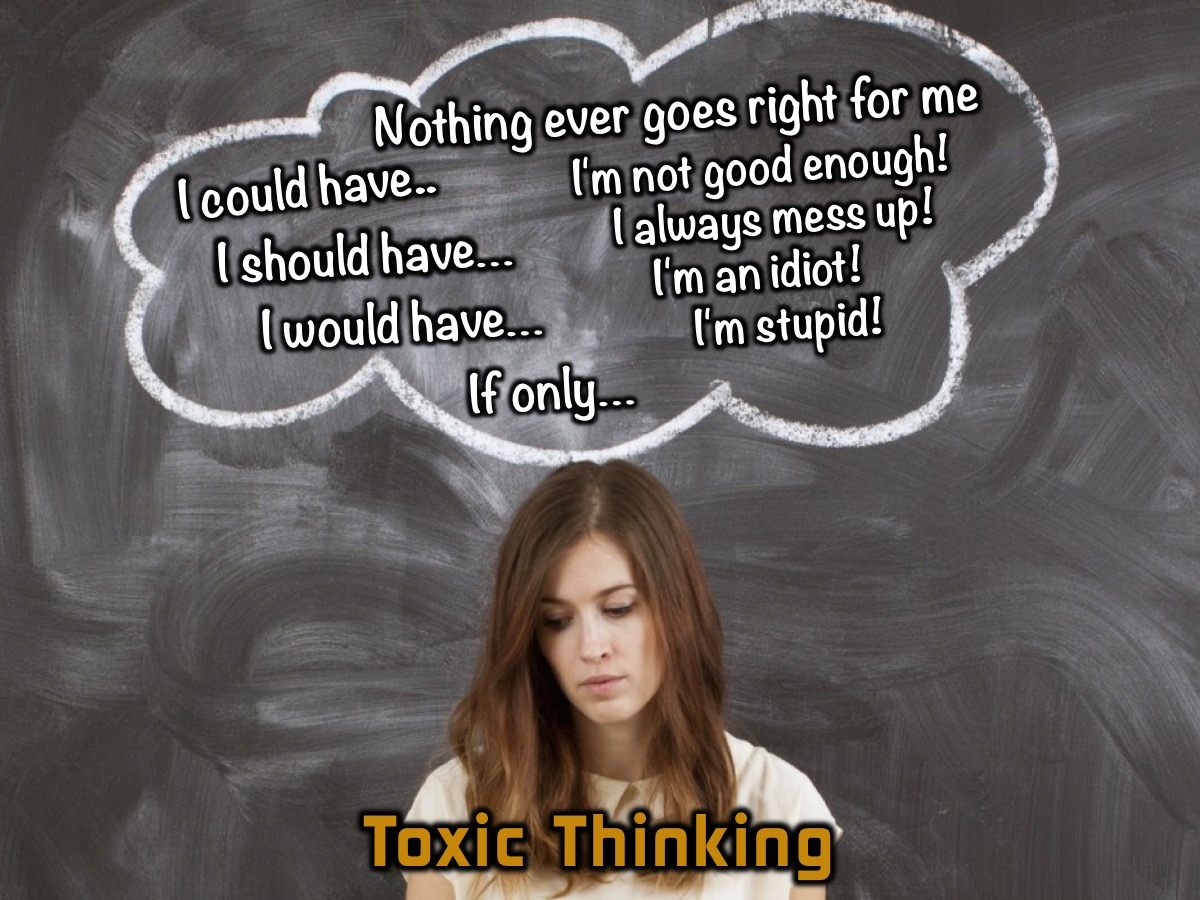 Nothing ever goes right for me
I could have..
I should have...
I would have...
I'm not good enough!
I always mess up!
I'm an idiot!
I'm stupid!
If only...
Toxic Thinking